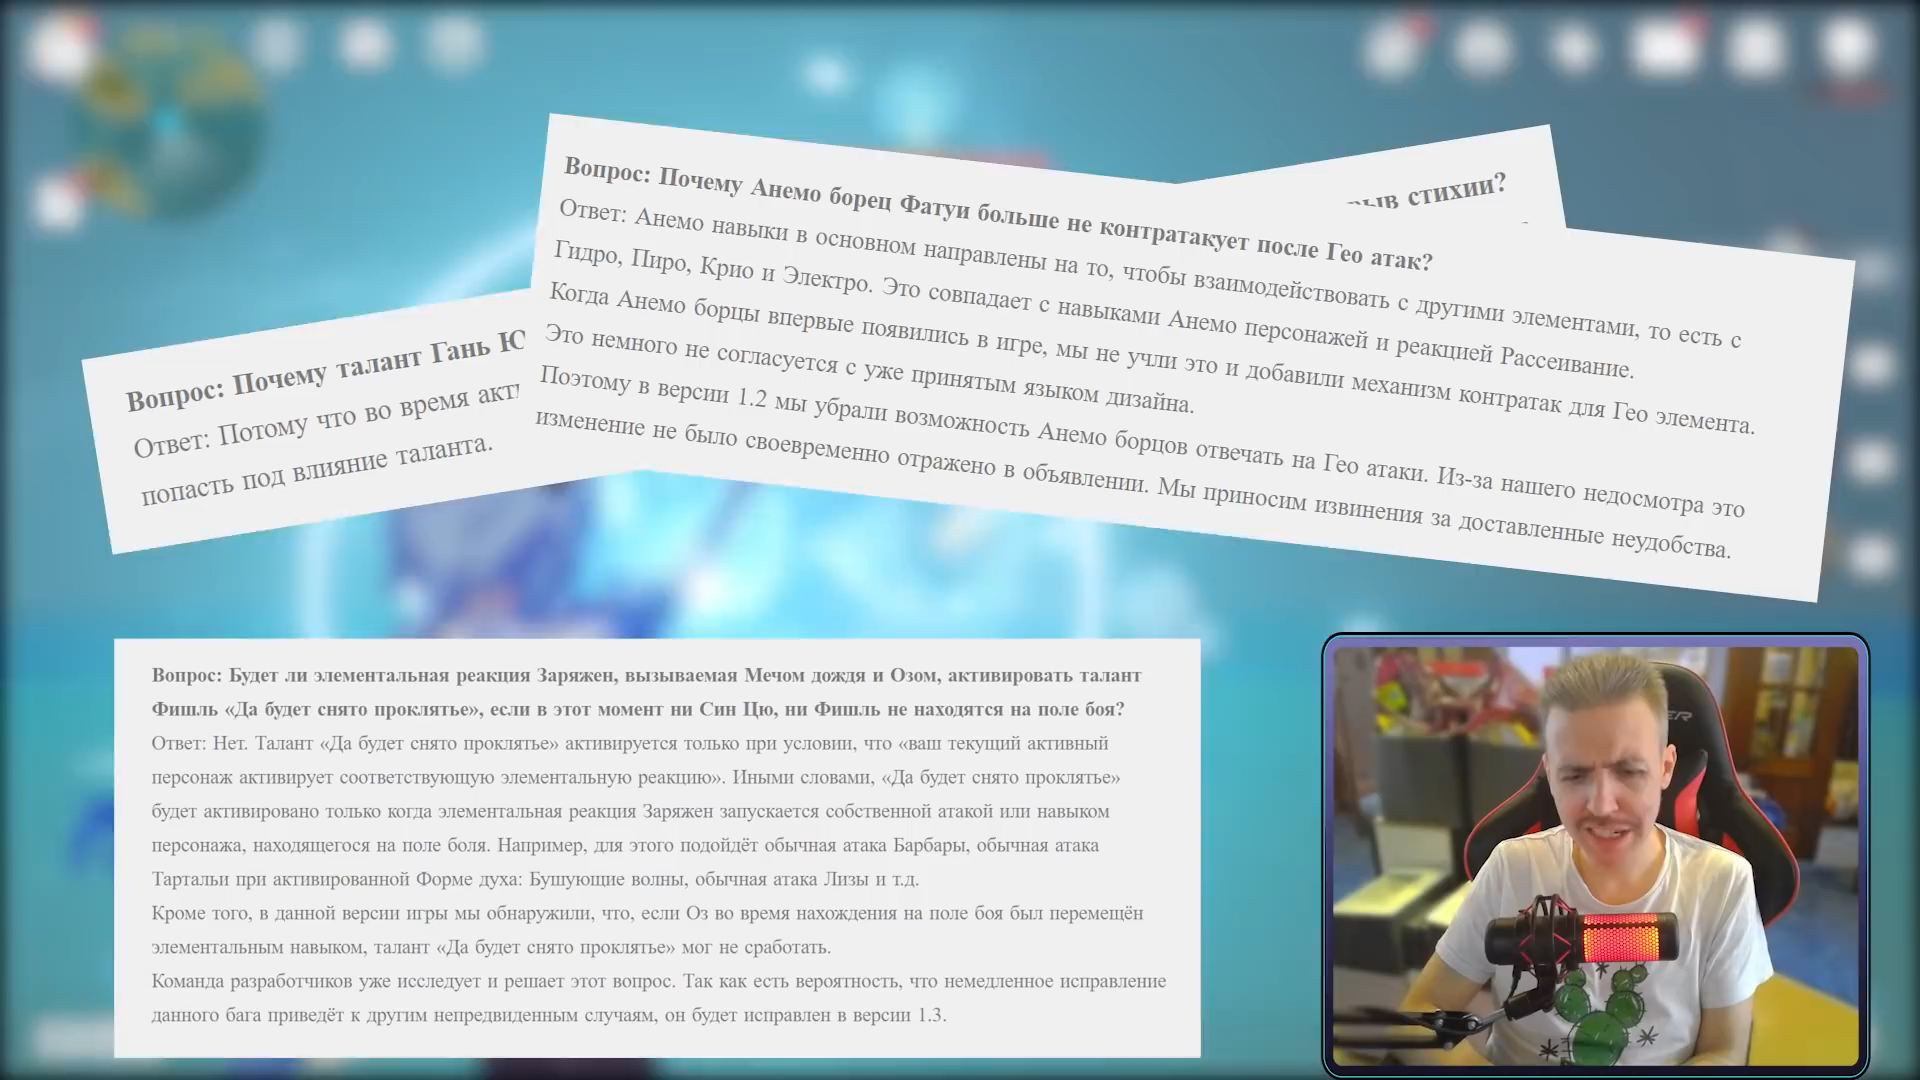 рыв стихии?
Вопрос: Почему Анемо борец Фатуи больше не контратакует после Гео атак?
Ответ: Анемо навыки в основном направлены на то, чтобы взаимодействовать с другими элементами, то есть с
Гидро, Пиро, Крио и Электро. Это совпадает с навыками Анемо персонажей и реакцией Рассеивание.
Когда Анемо борцы впервые появились в игре, мы не учли это и добавили механизм контратак для Гео элемента.
Это немного не согласуется с уже принятым языком дизайна.
Поэтому в версии 1.2 мы убрали возможность Анемо борцов отвечать на Гео атаки. Из-за нашего недосмотра это
изменение не было своевременно отражено в объявлении. Мы приносим извинения за доставленные неудобства.
Вопрос: Почему талант Гань Ю
Ответ: Потому что во время акт
попасть под влияние таланта.
Вопрос: Будет ли элементальная реакция Заряжен, вызываемая Мечом дождя и Озом, активировать талант
Фишль «Да будет снято проклятье», если в этот момент ни Син Цю, ни Фишль не находятся на поле боя?
Ответ: Нет. Талант «Да будет снято проклятье» активируется только при условии, что «ваш текущий активный
персонаж активирует соответствующую элементальную реакцию». Иными словами, «Да будет снято проклятье»
будет активировано только когда элементальная реакция Заряжен запускается собственной атакой или навыком
персонажа, находящегося на поле боля. Например, для этого подойдёт обычная атака Барбары, обычная атака
Тартальи при активированной Форме духа: Бушующие волны, обычная атака Лизы и т.д.
Кроме того, в данной версии игры мы обнаружили, что, если Оз во время нахождения на поле боя был перемещён
элементальным навыком, талант «Да будет снято проклятье» мог не сработать.
Команда разработчиков уже исследует и решает этот вопрос. Так как есть вероятность, что немедленное исправление
данного бага приведёт к другим непредвиденным случаям, он будет исправлен в версии 1.3.